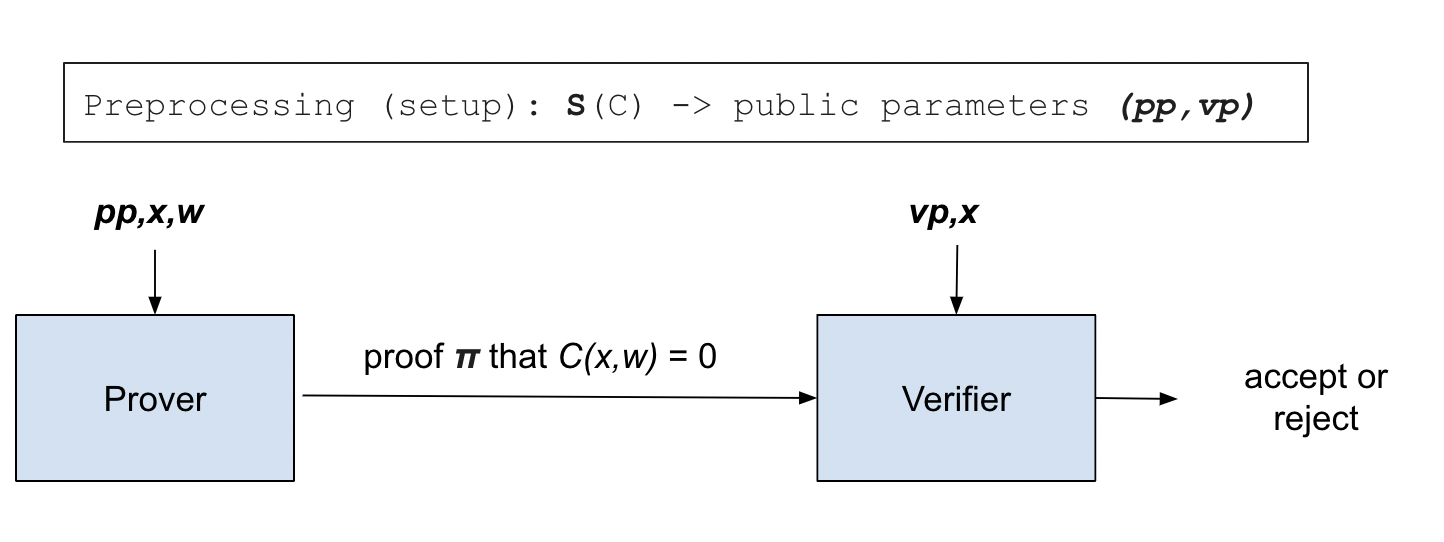 Preprocessing (setup): S(C) -> public parameters (pp,vp)
pp,x,w
vp,x
proof π that C(x,w) = 0
Prover
Verifier
accept or
reject